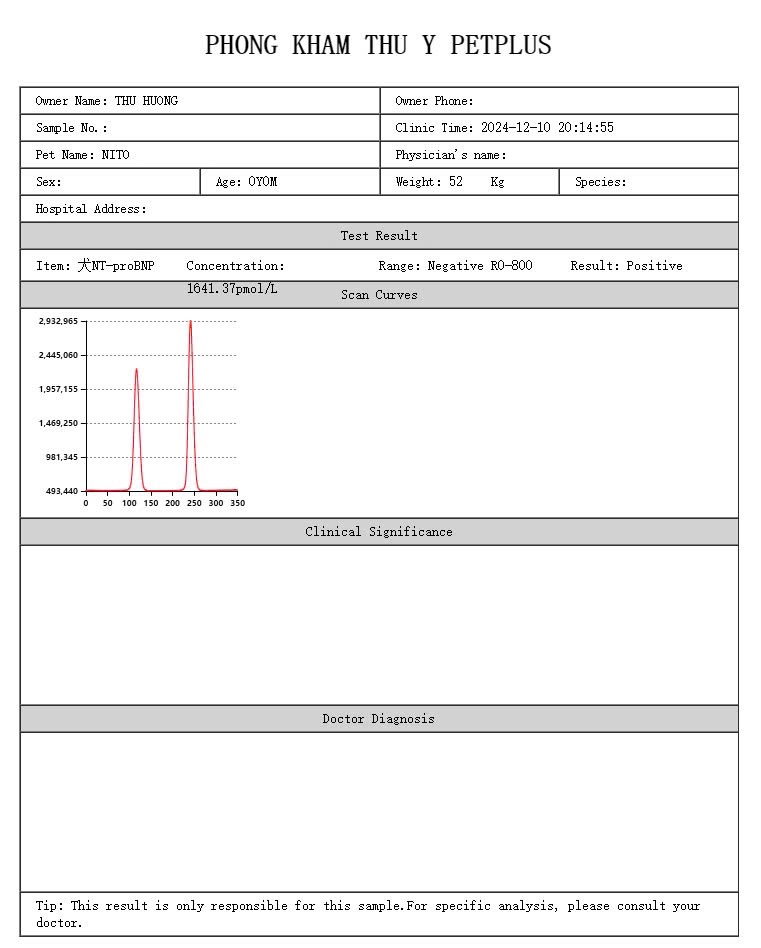 PHONG KHAM THU Y PETPLUS
Owner Name: THU HUONG
Owner Phone:
Sample No.:
Clinic Time: 2024-12-10 20:14:55
Pet Name: NITO
Physician's name:
Sex:
Age: 0Y0M
Weight: 52 Kg
Species:
Hospital Address:
Test Result
Item: 犬NT-proBNP
Concentration:
1641.37pmol/L
Range: Negative R0-800
Result: Positive
Scan Curves
2,932,965
2,445,060
1,957,155
1,469,250
981,345
493,440
0 50 100 150 200 250 300 350
Clinical Significance
Doctor Diagnosis
Tip: This result is only responsible for this sample.For specific analysis, please consult your
doctor.